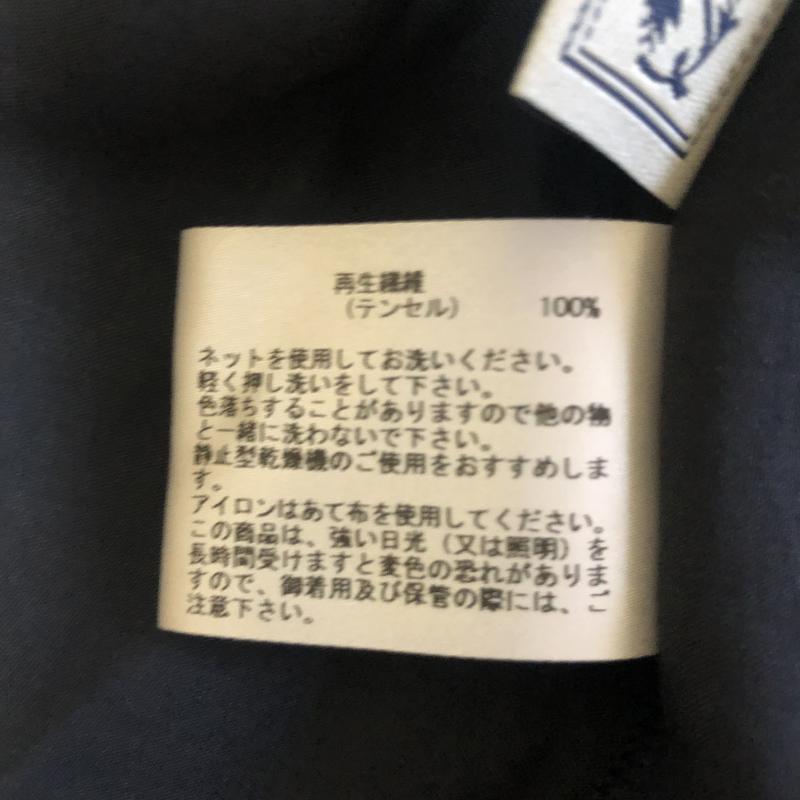 再生繊維
（テンセル） 100%
ネットを使用してお洗いください。
軽く押し洗いをして下さい。
色落ちすることがありますので他の物
と一緒に洗わないで下さい。
静止型乾燥機のご使用をおすすめしま
す。
アイロンはあて布を使用してください。
この商品は、強い日光（又は照明）を
長時間受けますと変色の恐れがありま
すので、御着用及び保管の際には、ご
注意下さい。